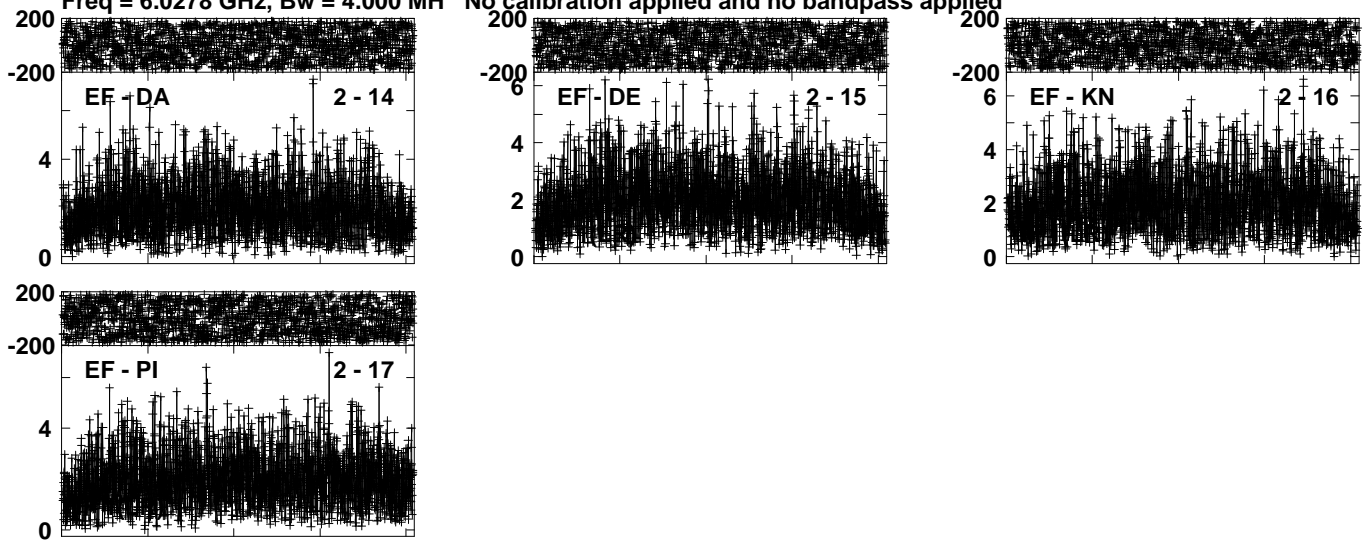 Freq = 6.0278 GHz, Bw = 4.000 MH No calibration applied and no bandpass applied
200 200 200
-200 -200 -200
EF - DA 2 - 14 6 EF - DE 2 - 15 6 EF - KN 2 - 16
4 4 4
2 2
0 0 0
200
-200
EF - PI 2 - 17
4
0